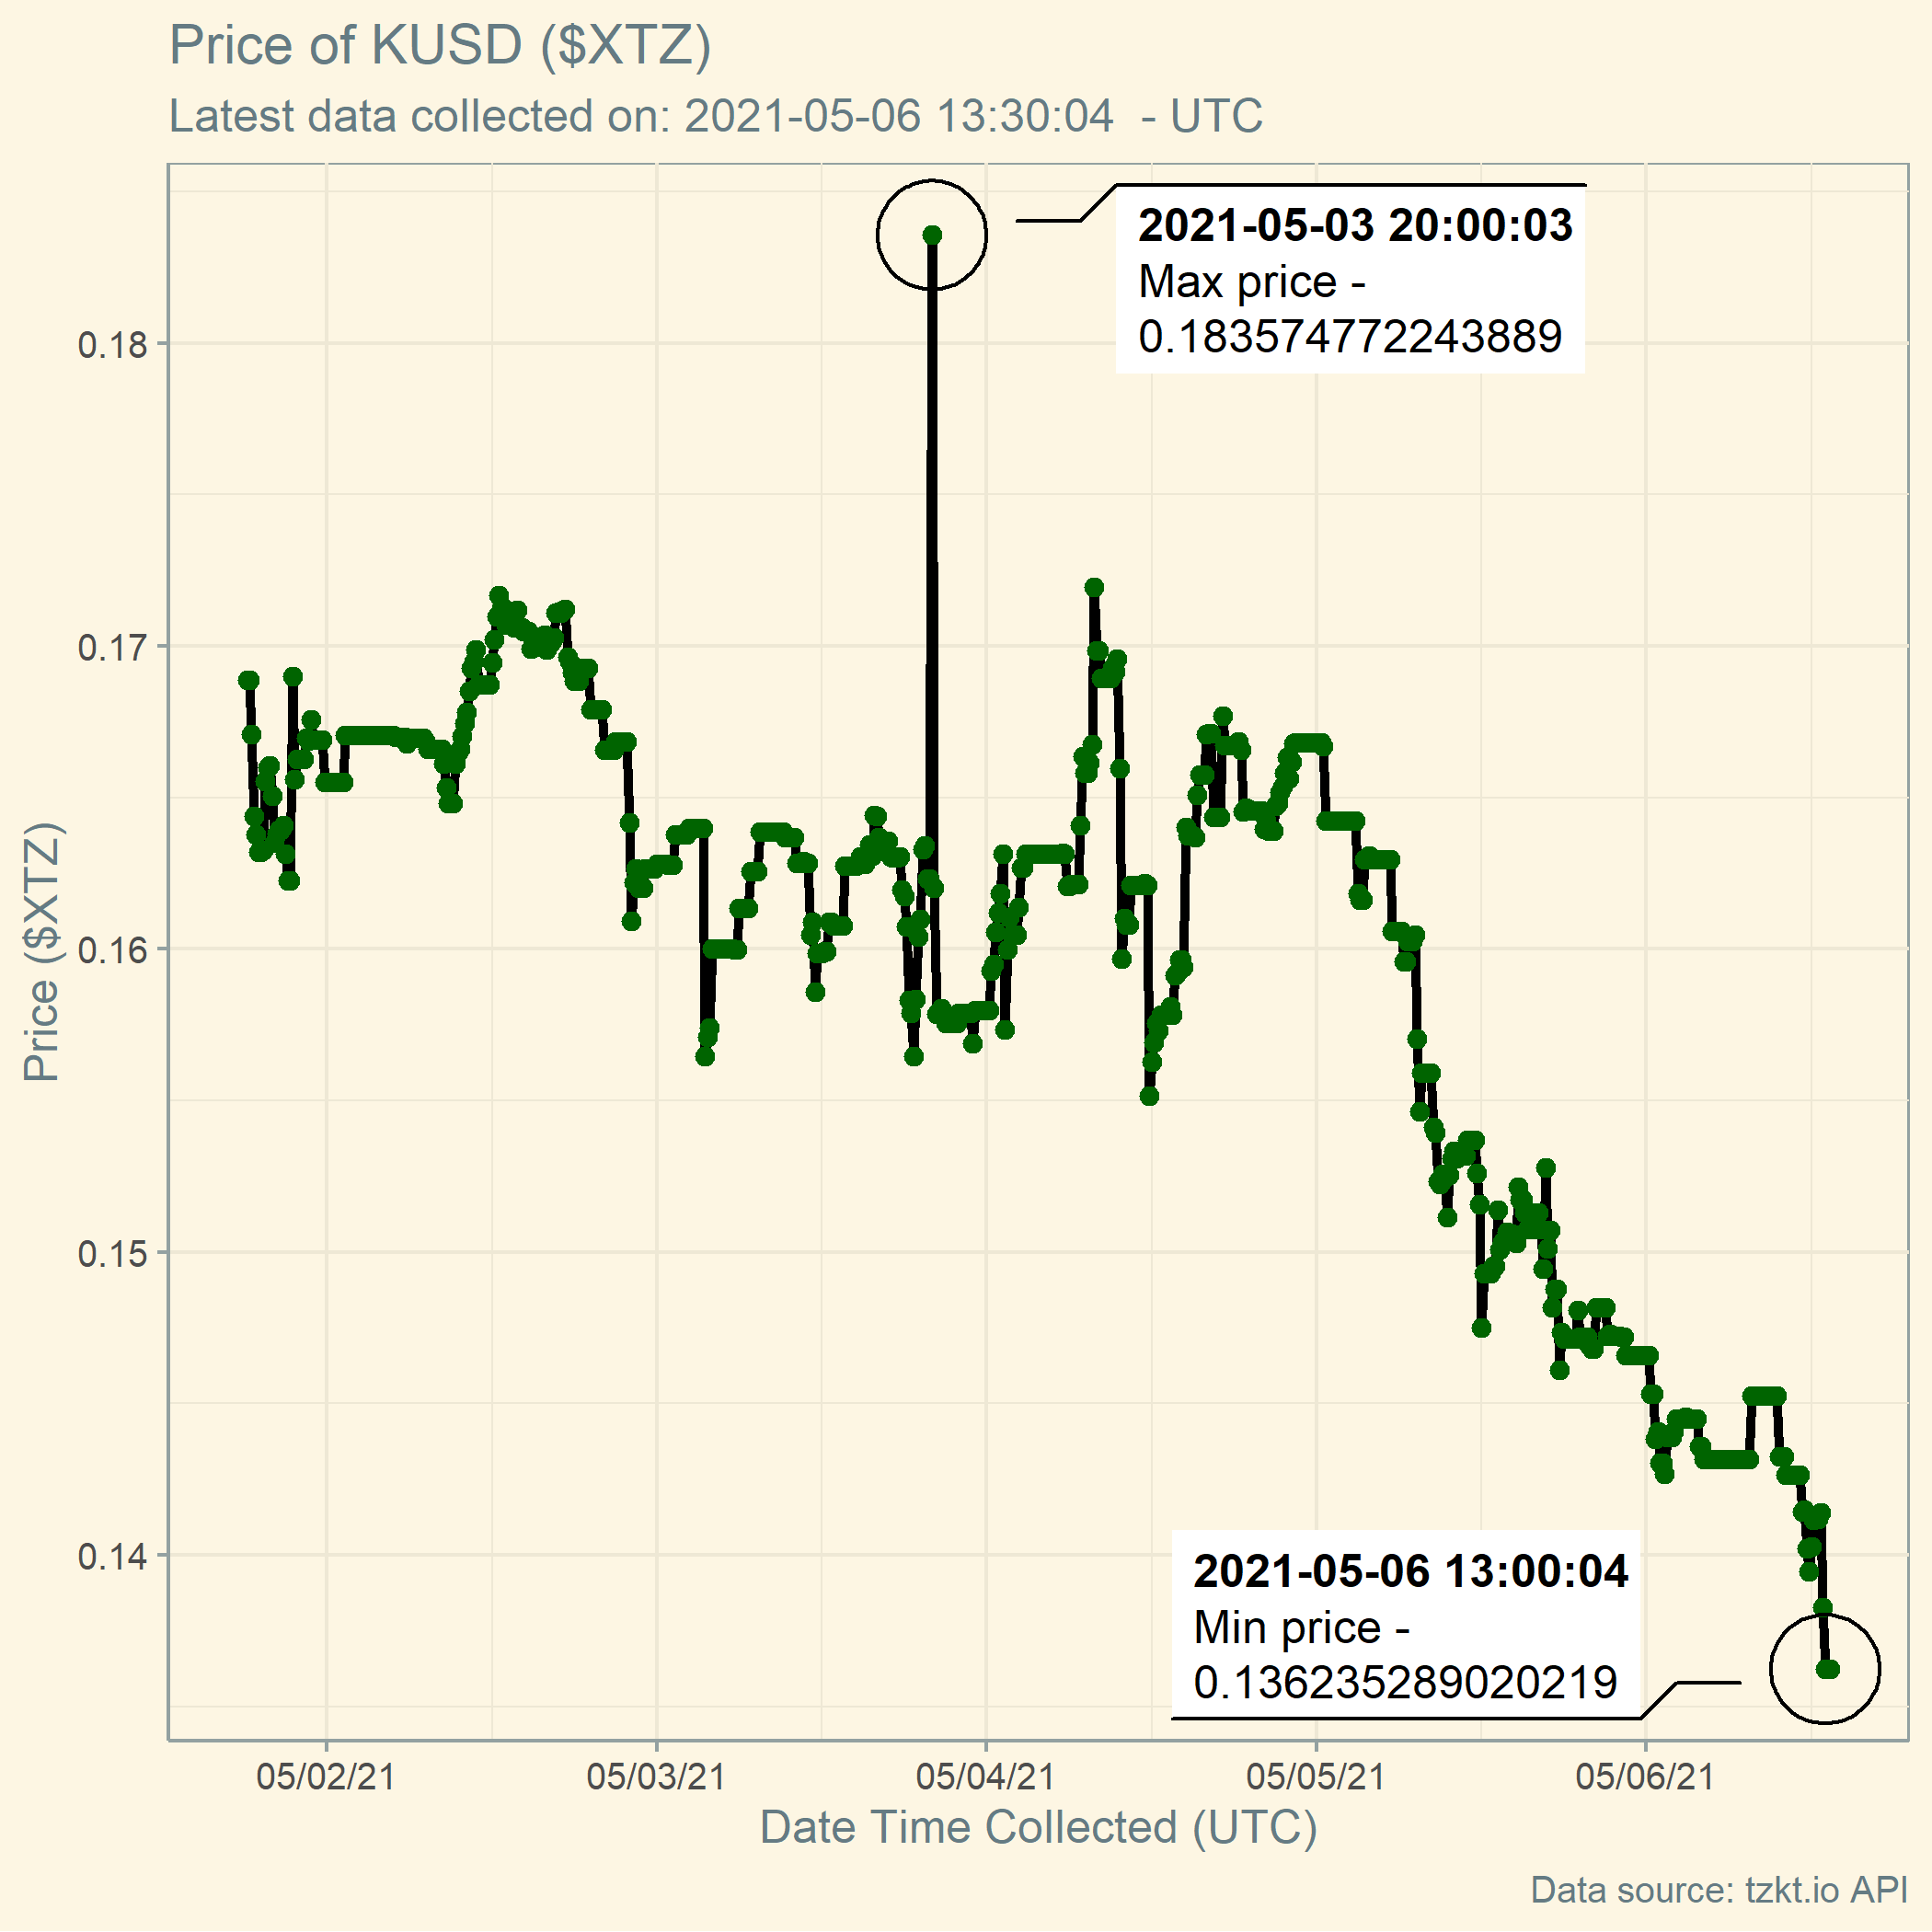 Price of KUSD ($XTZ)
Latest data collected on: 2021-05-06 13:30:04  - UTC
2021-05-03 20:00:03
Max price -
0.183574772243889
0.18
0.17
0.16
0.15
0.14
Price ($XTZ)
2021-05-06 13:00:04
Min price -
0.136235289020219
05/02/21
05/03/21
05/04/21
05/05/21
05/06/21
Date Time Collected (UTC)
Data source: tzkt.io API